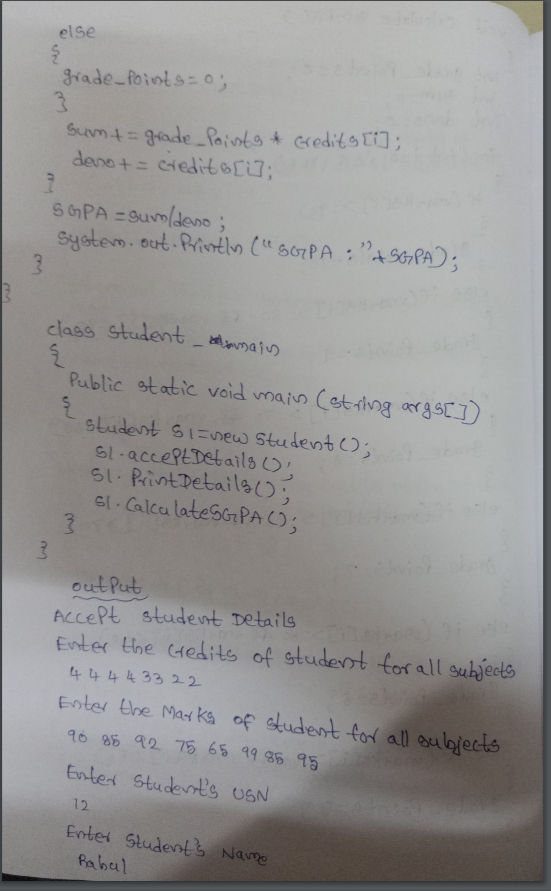 else
{
grade_Points=0;
}
sum+=grade_Points * credits[i];
deno+= credits[i];
}
SGPA=sum/deno;
System.out.Println("SGPA:"+SGPA);
}
}
class student_main
{
Public static void main (string args[])
{
student S1=new student();
S1.acceptDetails();
S1.PrintDetails();
S1.CalculateSGPA();
}
}
outPut
Accept student Details
Enter the credits of student for all subjects
4 4 4 4 3 3 2 2
Enter the Marks of student for all subjects
90 85 92 75 65 99 85 95
Enter student's USN
12
Enter student's Name
Rahul